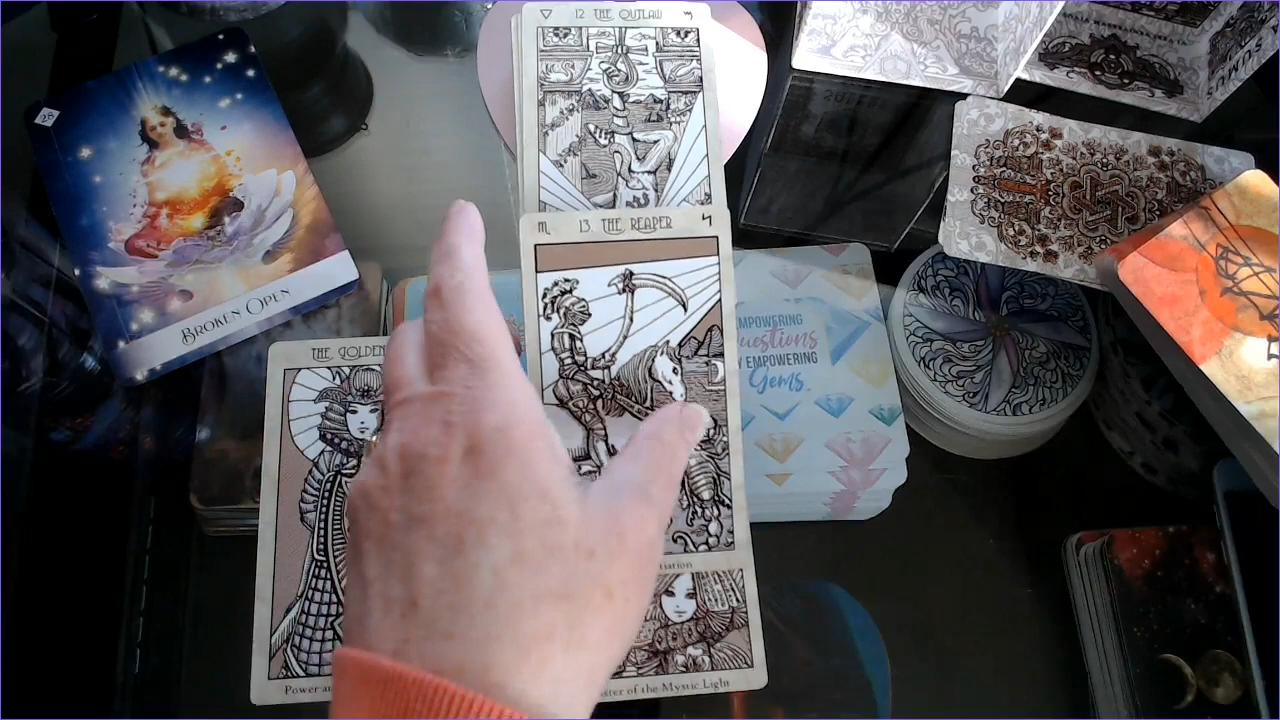 12 THE OUTLAW
28
13. THE REAPER
BROKEN OPEN
EMPOWERING
Questions
EMPOWERING
Gems
THE GOLDEN
Power
of the Mystic Light